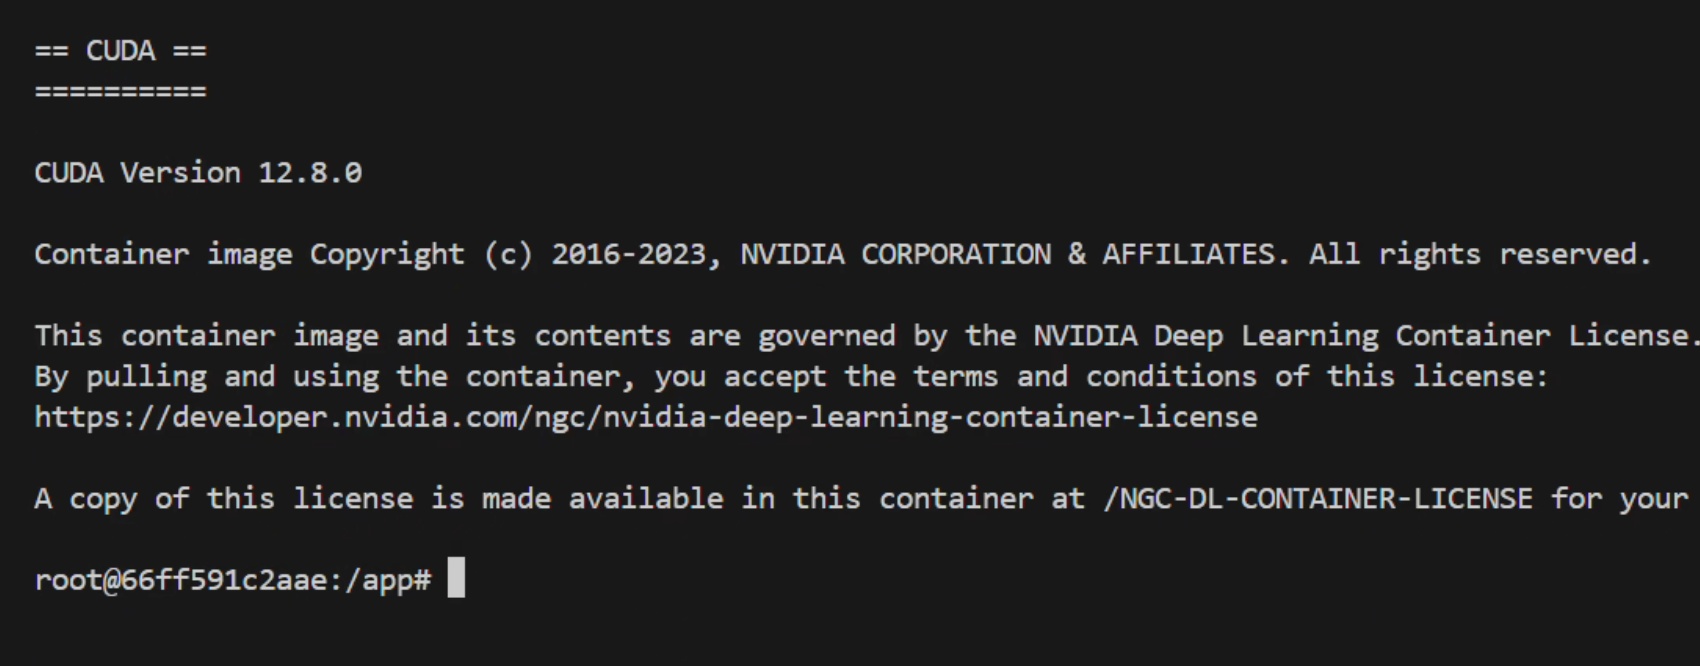 == CUDA ==
==========
CUDA Version 12.8.0
Container image Copyright (c) 2016-2023, NVIDIA CORPORATION & AFFILIATES. All rights reserved.
This container image and its contents are governed by the NVIDIA Deep Learning Container License.
By pulling and using the container, you accept the terms and conditions of this license:
https://developer.nvidia.com/ngc/nvidia-deep-learning-container-license
A copy of this license is made available in this container at /NGC-DL-CONTAINER-LICENSE for your
root@66ff591c2aae:/app#